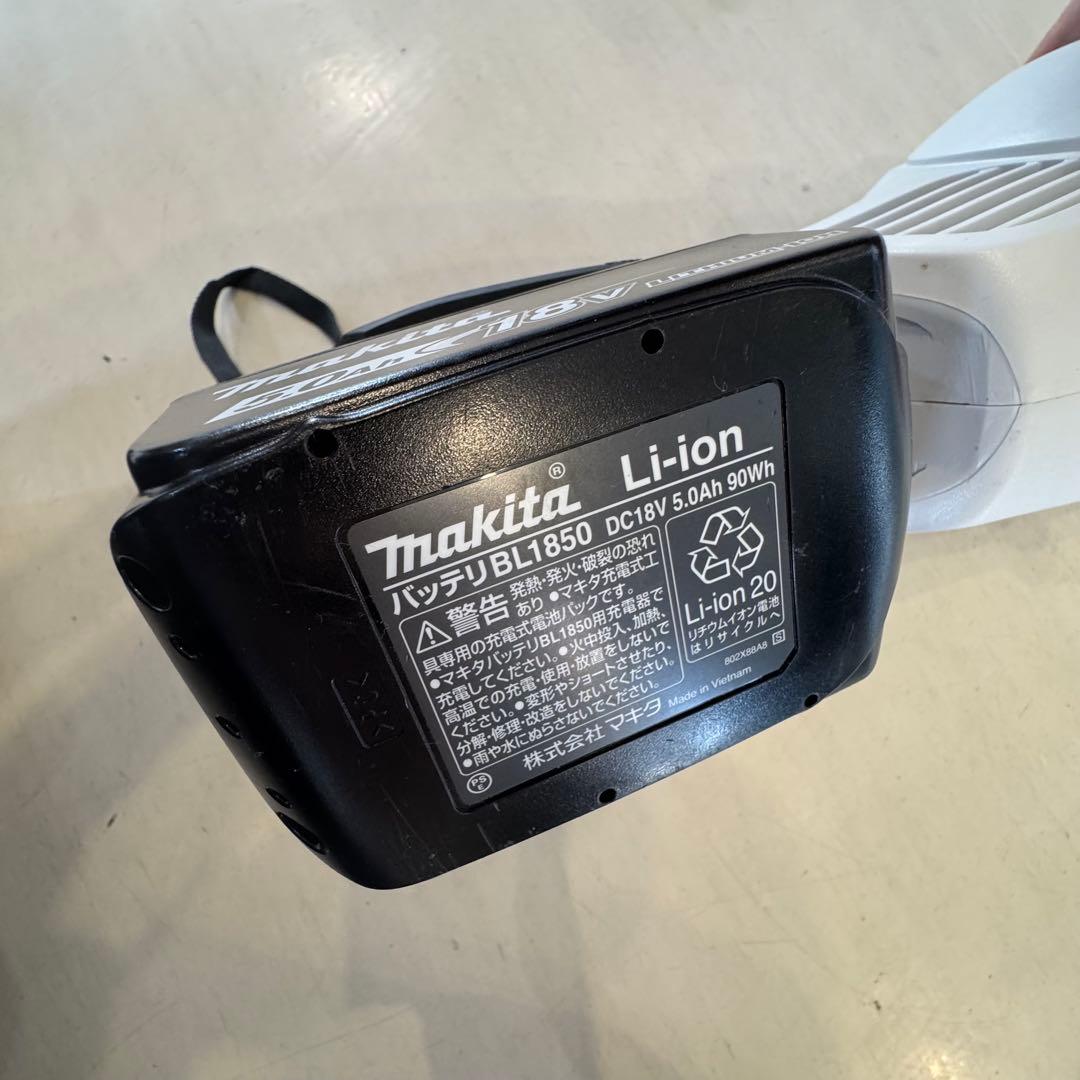 makita
18V LITHIUM-ION
5.0Ah
makita® Li-ion
バッテリBL1850 DC18V 5.0Ah 90Wh
警告 発熱・発火・破裂の恐れ
あり ●マキタ充電式工
具専用の充電式電池パックです。
●マキタバッテリBL1850用充電器で
充電してください。●火中投入、加熱、
高温での充電・使用・放置をしないで
ください。●変形やショートさせたり、
分解・修理・改造をしないでください。
●雨や水にぬらさないでください。
PS
E
株式会社 マキタ
Made in Vietnam
Li-ion 20
リチウムイオン電池
はリサイクルへ
802X88A8 S